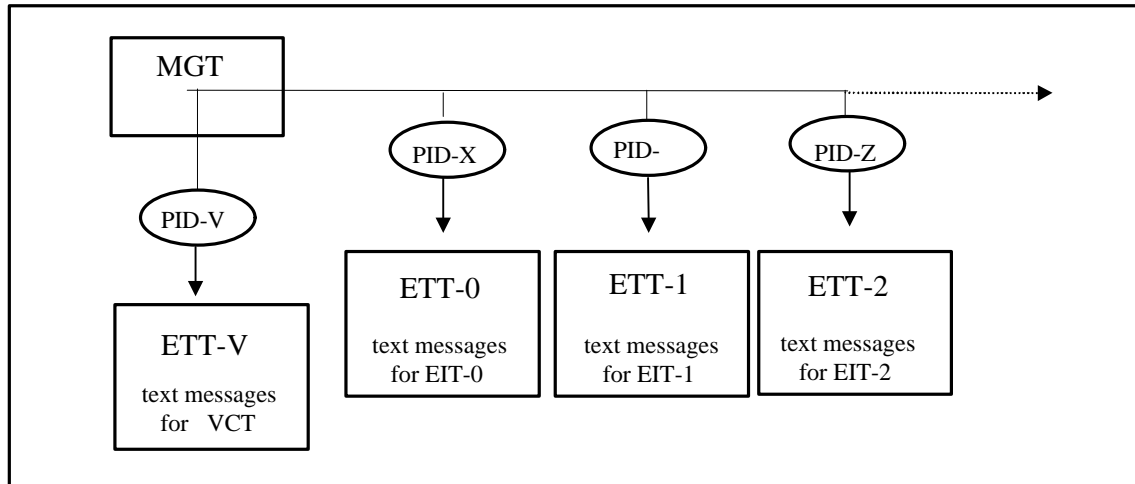 MGT
PID-X
PID-
PID-Z
PID-V
ETT-0
text messages
for EIT-0
ETT-1
text messages
for EIT-1
ETT-2
text messages
for EIT-2
ETT-V
text messages
for VCT